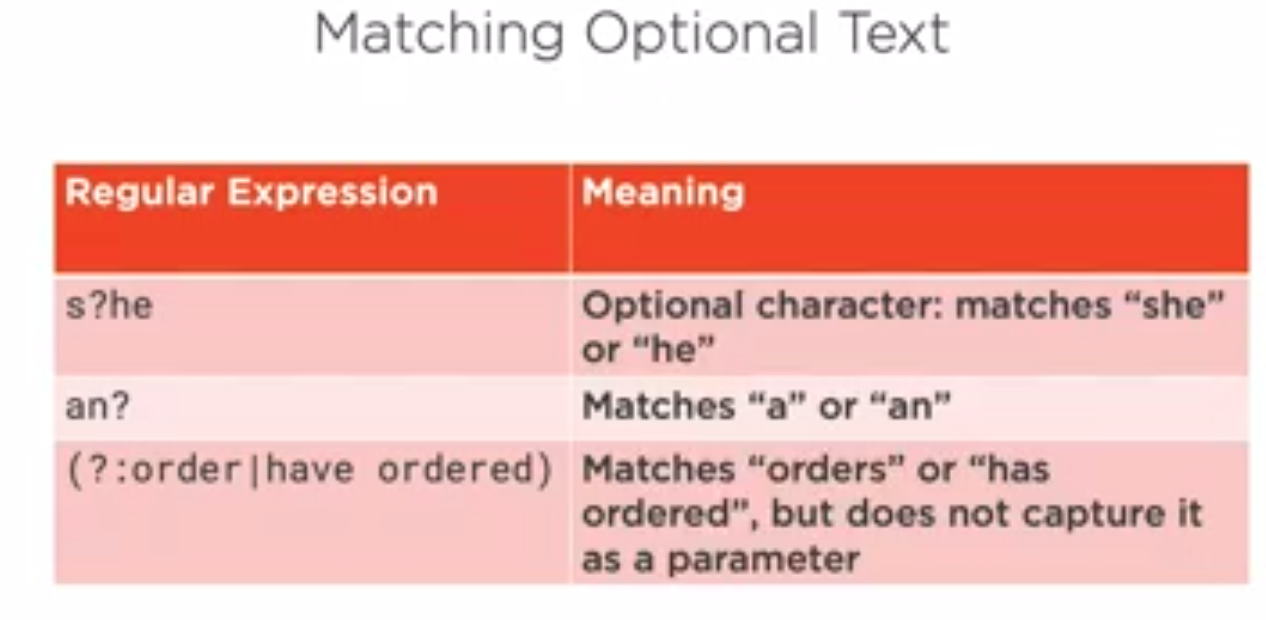 Matching Optional Text
Regular Expression
Meaning
s?he
Optional character: matches “she”
or “he”
an?
Matches “a” or “an”
(?:order|have ordered)
Matches “orders” or “has
ordered”, but does not capture it
as a parameter